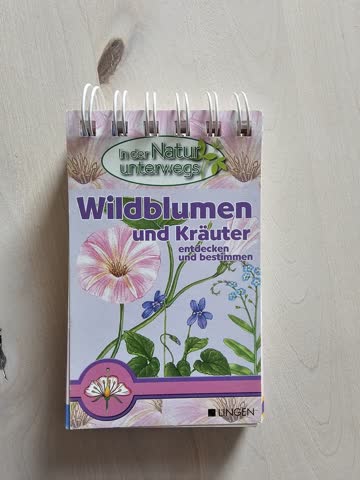 In der Natur
unterwegs
Wildblumen
und Kräuter
entdecken
und bestimmen
LINGEN